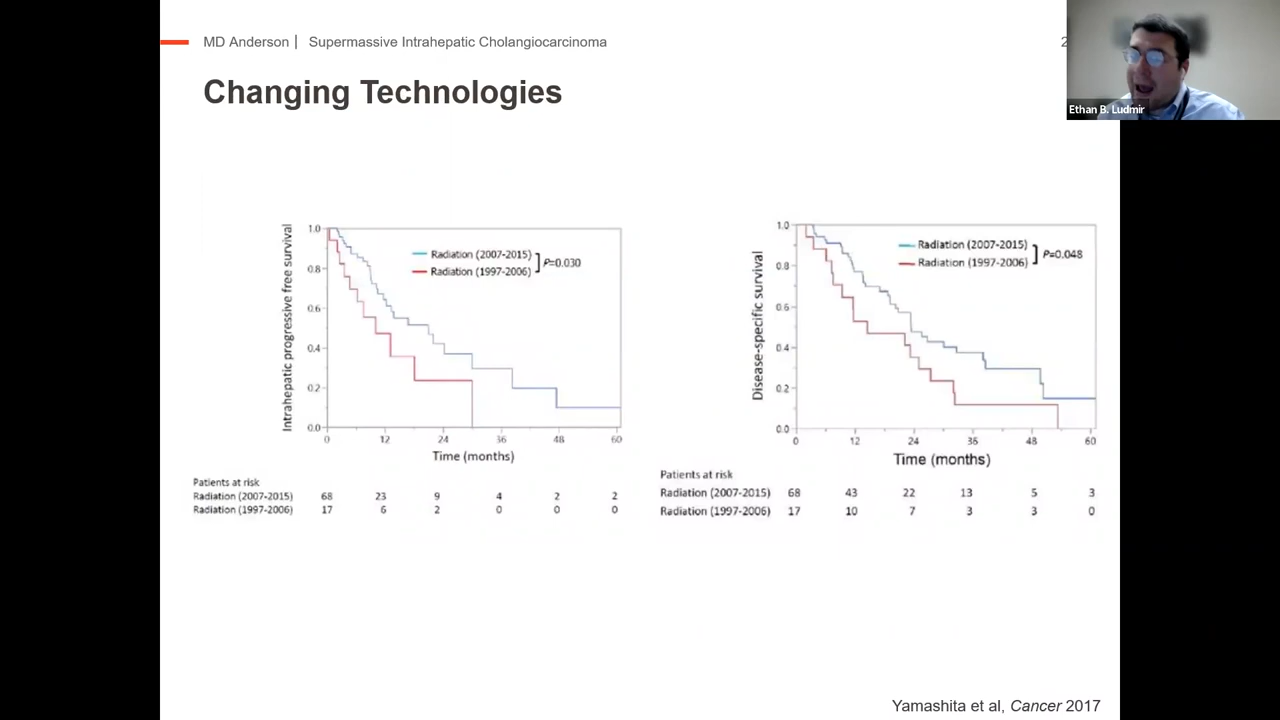 MD Anderson | Supermassive Intrahepatic Cholangiocarcinoma
2
Ethan B. Ludmir
Changing Technologies
Intrahepatic progressive free survival
1.0
0.8
0.6
0.4
0.2
0.0
Radiation (2007-2015)
Radiation (1997-2006)
P=0.030
0 12 24 36 48 60
Time (months)
Patients at risk
Radiation (2007-2015) 68 23 9 4 2 2
Radiation (1997-2006) 17 6 2 0 0 0
Disease-specific survival
1.0
0.8
0.6
0.4
0.2
0.0
Radiation (2007-2015)
Radiation (1997-2006)
P=0.048
0 12 24 36 48 60
Time (months)
Patients at risk
Radiation (2007-2015) 68 43 22 13 5 3
Radiation (1997-2006) 17 10 7 3 3 0
Yamashita et al, Cancer 2017